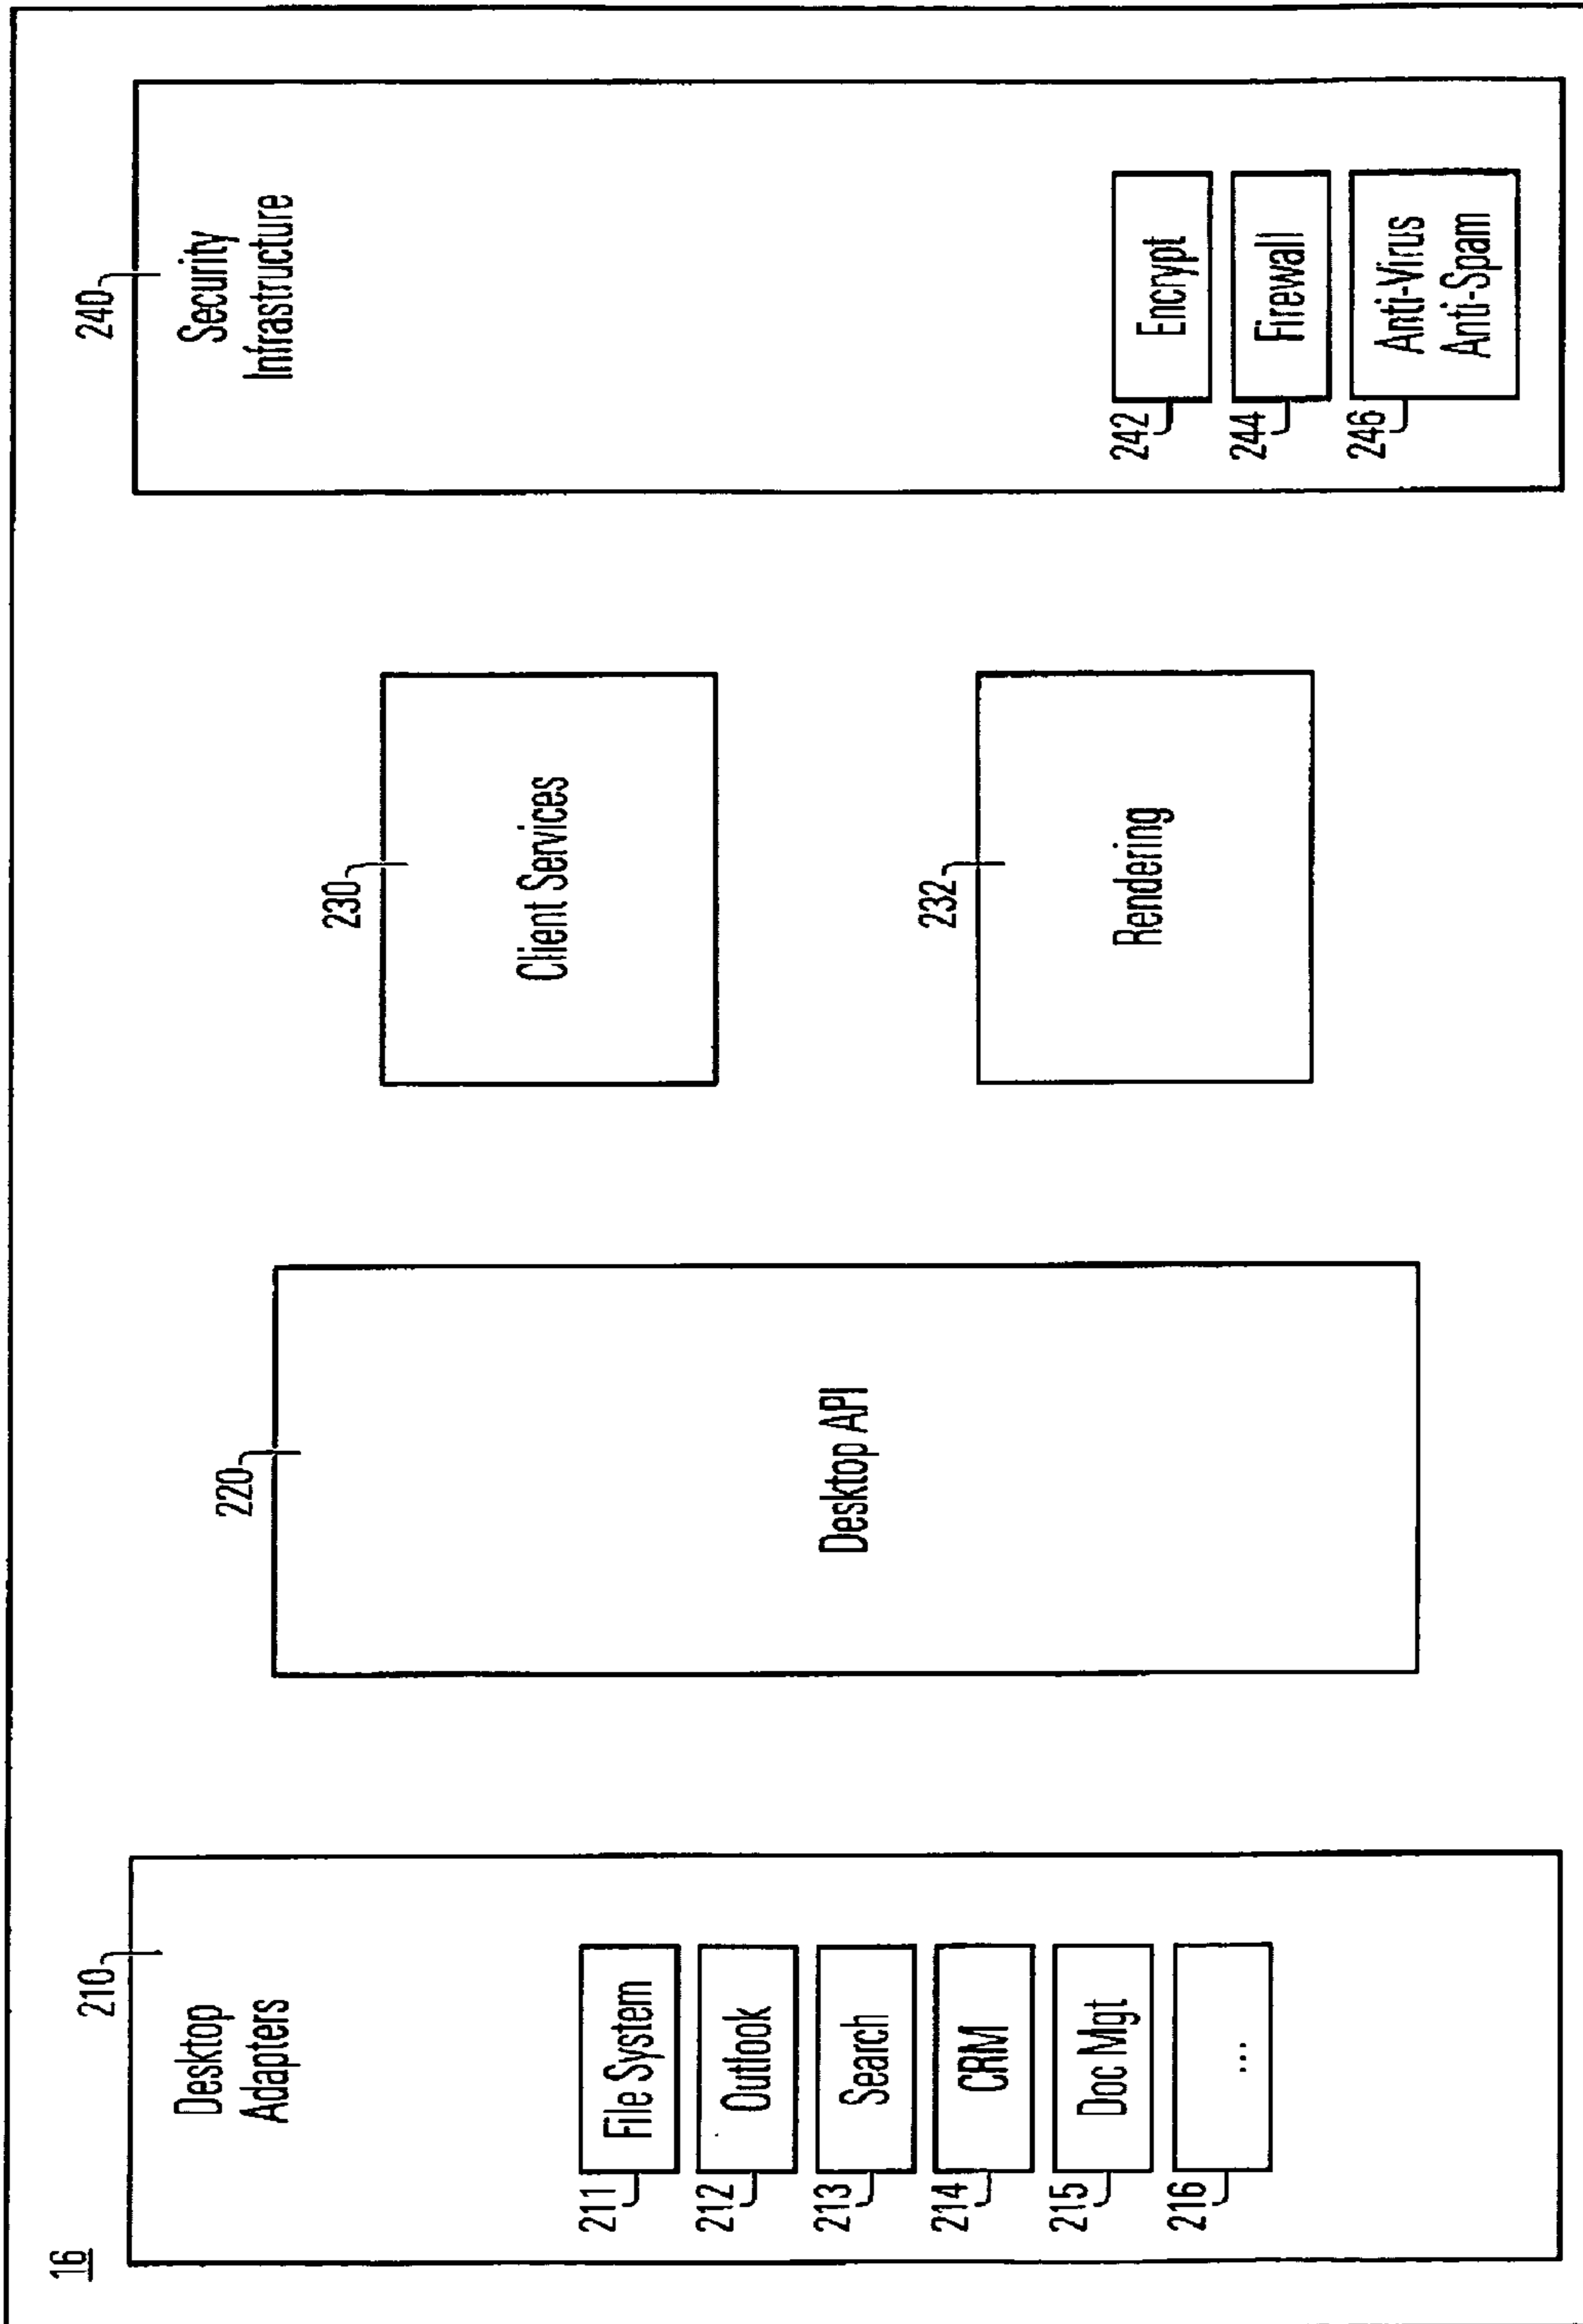 16
210
Desktop
Adapters
211
File System
212
Outlook
213
Search
214
CRM
215
Doc Mgt
216
...
220
Desktop API
230
Client Services
232
Rendering
240
Security
Infrastructure
242
Encrypt
244
Firewall
246
Anti-Virus
Anti-Spam